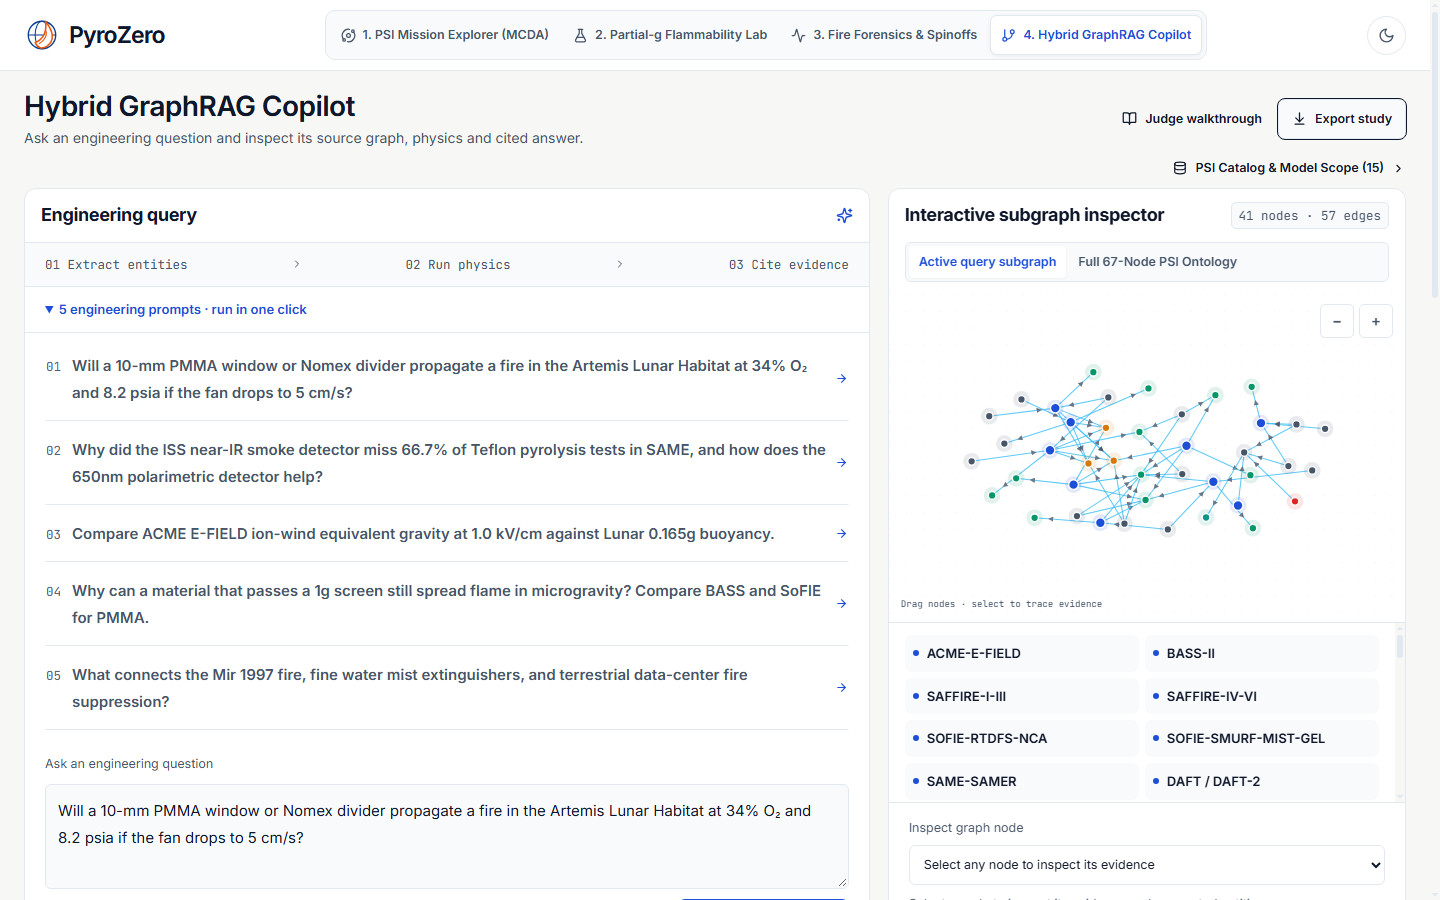 PyroZero
1. PSI Mission Explorer (MCDA)
2. Partial-g Flammability Lab
3. Fire Forensics & Spinoffs
4. Hybrid GraphRAG Copilot
Hybrid GraphRAG Copilot
Ask an engineering question and inspect its source graph, physics and cited answer.
Judge walkthrough
Export study
PSI Catalog & Model Scope (15)
Engineering query
01 Extract entities
02 Run physics
03 Cite evidence
5 engineering prompts · run in one click
01 Will a 10-mm PMMA window or Nomex divider propagate a fire in the Artemis Lunar Habitat at 34% O₂
and 8.2 psia if the fan drops to 5 cm/s?
02 Why did the ISS near-IR smoke detector miss 66.7% of Teflon pyrolysis tests in SAME, and how does the
650nm polarimetric detector help?
03 Compare ACME E-FIELD ion-wind equivalent gravity at 1.0 kV/cm against Lunar 0.165g buoyancy.
04 Why can a material that passes a 1g screen still spread flame in microgravity? Compare BASS and SoFIE
for PMMA.
05 What connects the Mir 1997 fire, fine water mist extinguishers, and terrestrial data-center fire
suppression?
Ask an engineering question
Will a 10-mm PMMA window or Nomex divider propagate a fire in the Artemis Lunar Habitat at 34% O₂ and
8.2 psia if the fan drops to 5 cm/s?
Interactive subgraph inspector
41 nodes · 57 edges
Active query subgraph
Full 67-Node PSI Ontology
−
+
Drag nodes · select to trace evidence
ACME-E-FIELD
BASS-II
SAFFIRE-I-III
SAFFIRE-IV-VI
SOFIE-RTDFS-NCA
SOFIE-SMURF-MIST-GEL
SAME-SAMER
DAFT / DAFT-2
Inspect graph node
Select any node to inspect its evidence